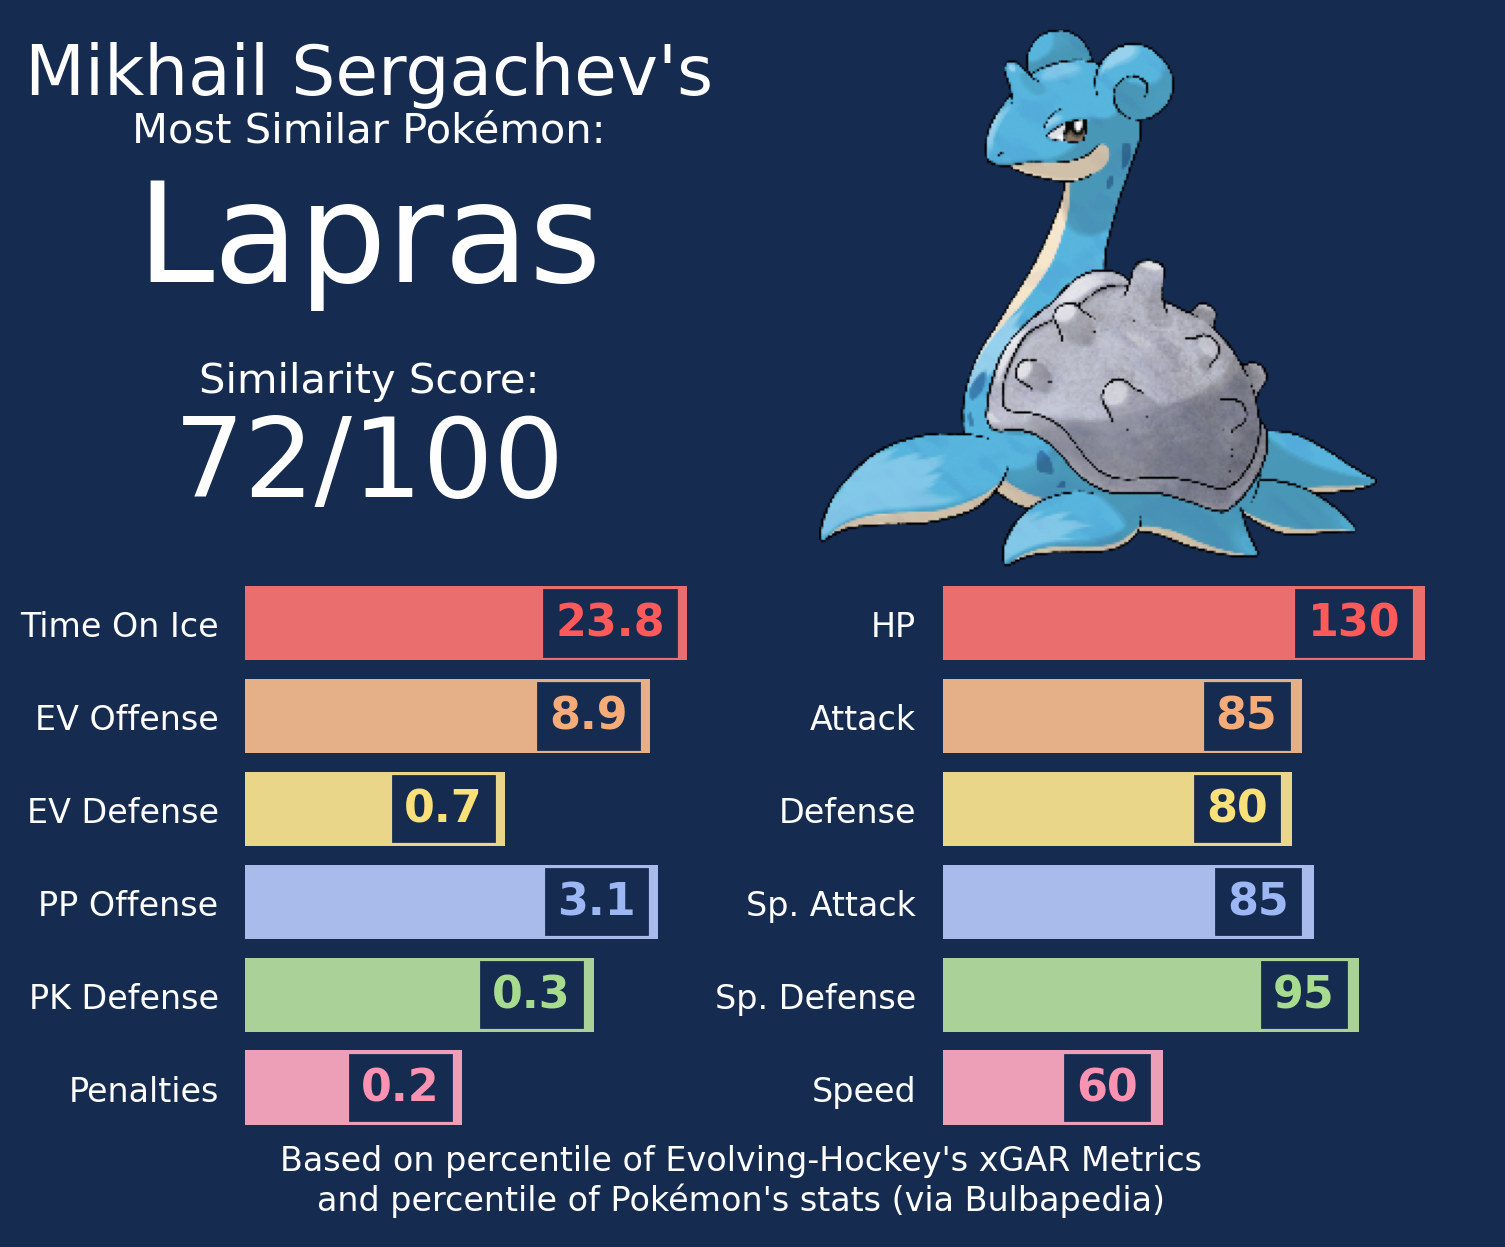 Mikhail Sergachev's
Most Similar Pokémon:
Lapras
Similarity Score:
72/100
Time On Ice 23.8
EV Offense 8.9
EV Defense 0.7
PP Offense 3.1
PK Defense 0.3
Penalties 0.2
HP 130
Attack 85
Defense 80
Sp. Attack 85
Sp. Defense 95
Speed 60
Based on percentile of Evolving-Hockey's xGAR Metrics
and percentile of Pokémon's stats (via Bulbapedia)